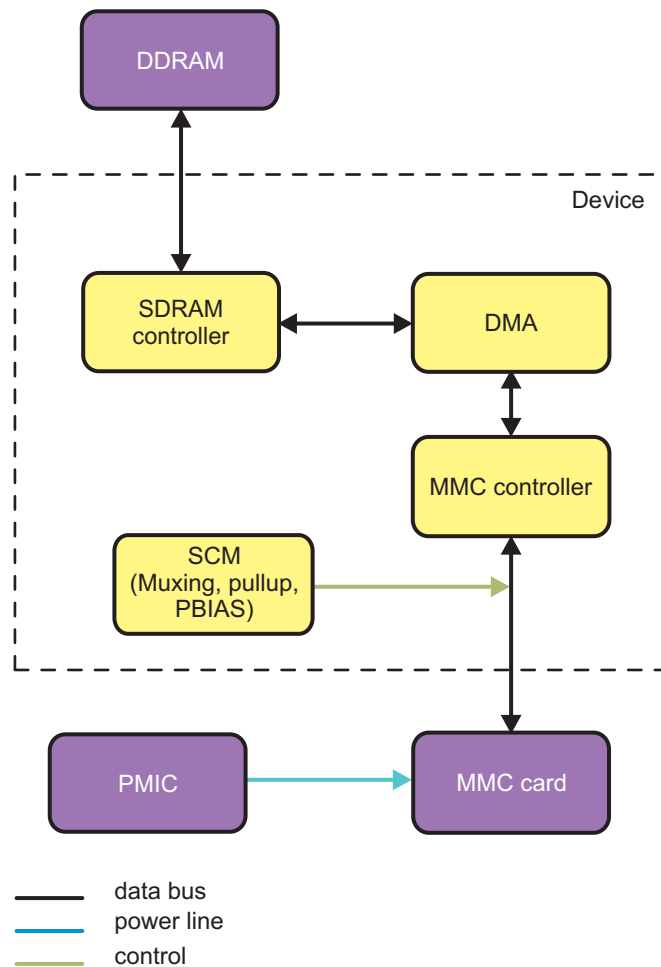 DDRAM
Device
SDRAM
controller
DMA
MMC controller
SCM
(Muxing, pullup,
PBIAS)
PMIC
MMC card
data bus
power line
control